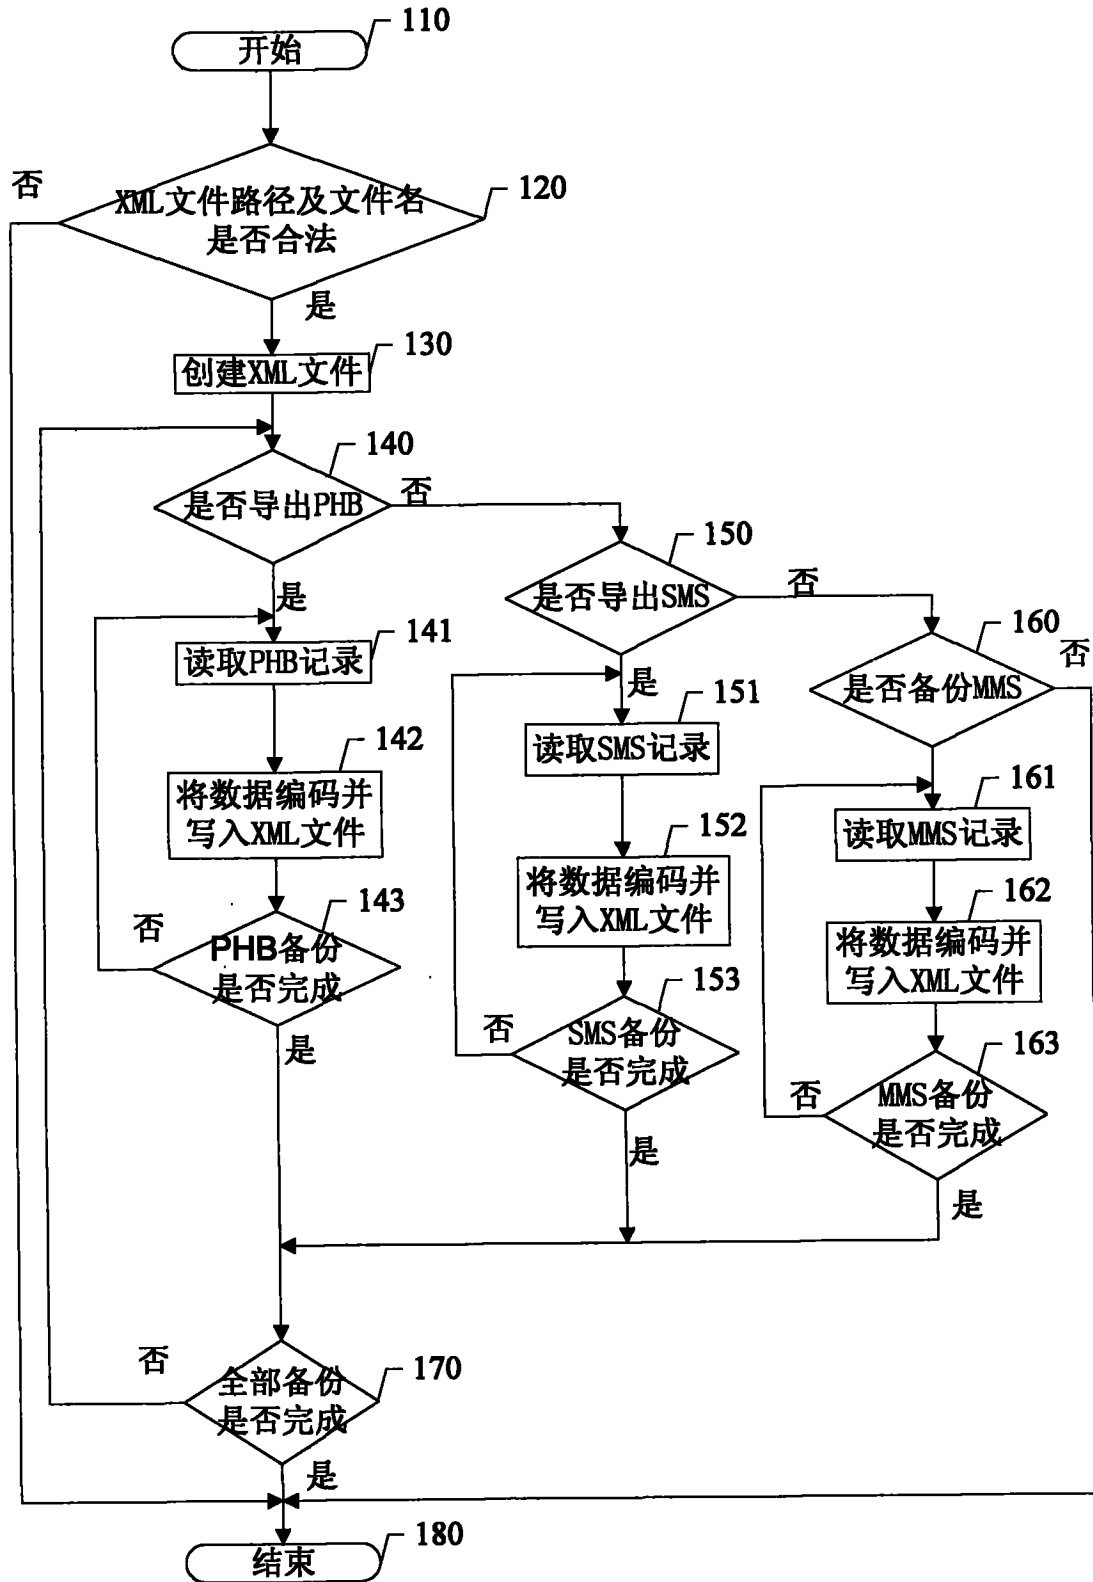 110
开始
否
XML文件路径及文件名
是否合法
120
是
130
创建XML文件
140
是否导出PHB
否
150
是否导出SMS
否
160
是否备份MMS
否
是
141
读取PHB记录
是
151
读取SMS记录
142
将数据编码并
写入XML文件
161
读取MMS记录
152
将数据编码并
写入XML文件
162
将数据编码并
写入XML文件
否
143
PHB备份
是否完成
是
否
153
SMS备份
是否完成
是
否
163
MMS备份
是否完成
是
否
170
全部备份
是否完成
是
180
结束